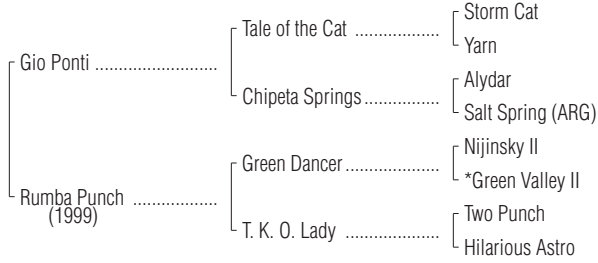 Storm Cat
Tale of the Cat ..................
Yarn
Gio Ponti ..........................
Alydar
Chipeta Springs................
Salt Spring (ARG)
Nijinsky II
Green Dancer....................
*Green Valley II
Rumba Punch ..................
(1999)
Two Punch
T. K. O. Lady ....................
Hilarious Astro